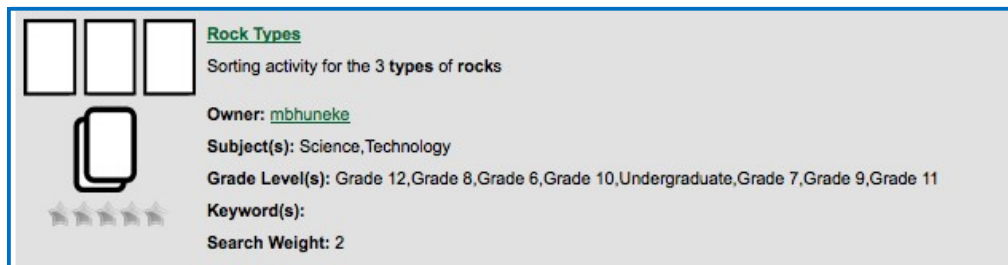 Rock Types
Sorting activity for the 3 types of rocks
Owner: mbhuneke
Subject(s): Science,Technology
Grade Level(s): Grade 12,Grade 8,Grade 6,Grade 10,Undergraduate,Grade 7,Grade 9,Grade 11
Keyword(s):
Search Weight: 2